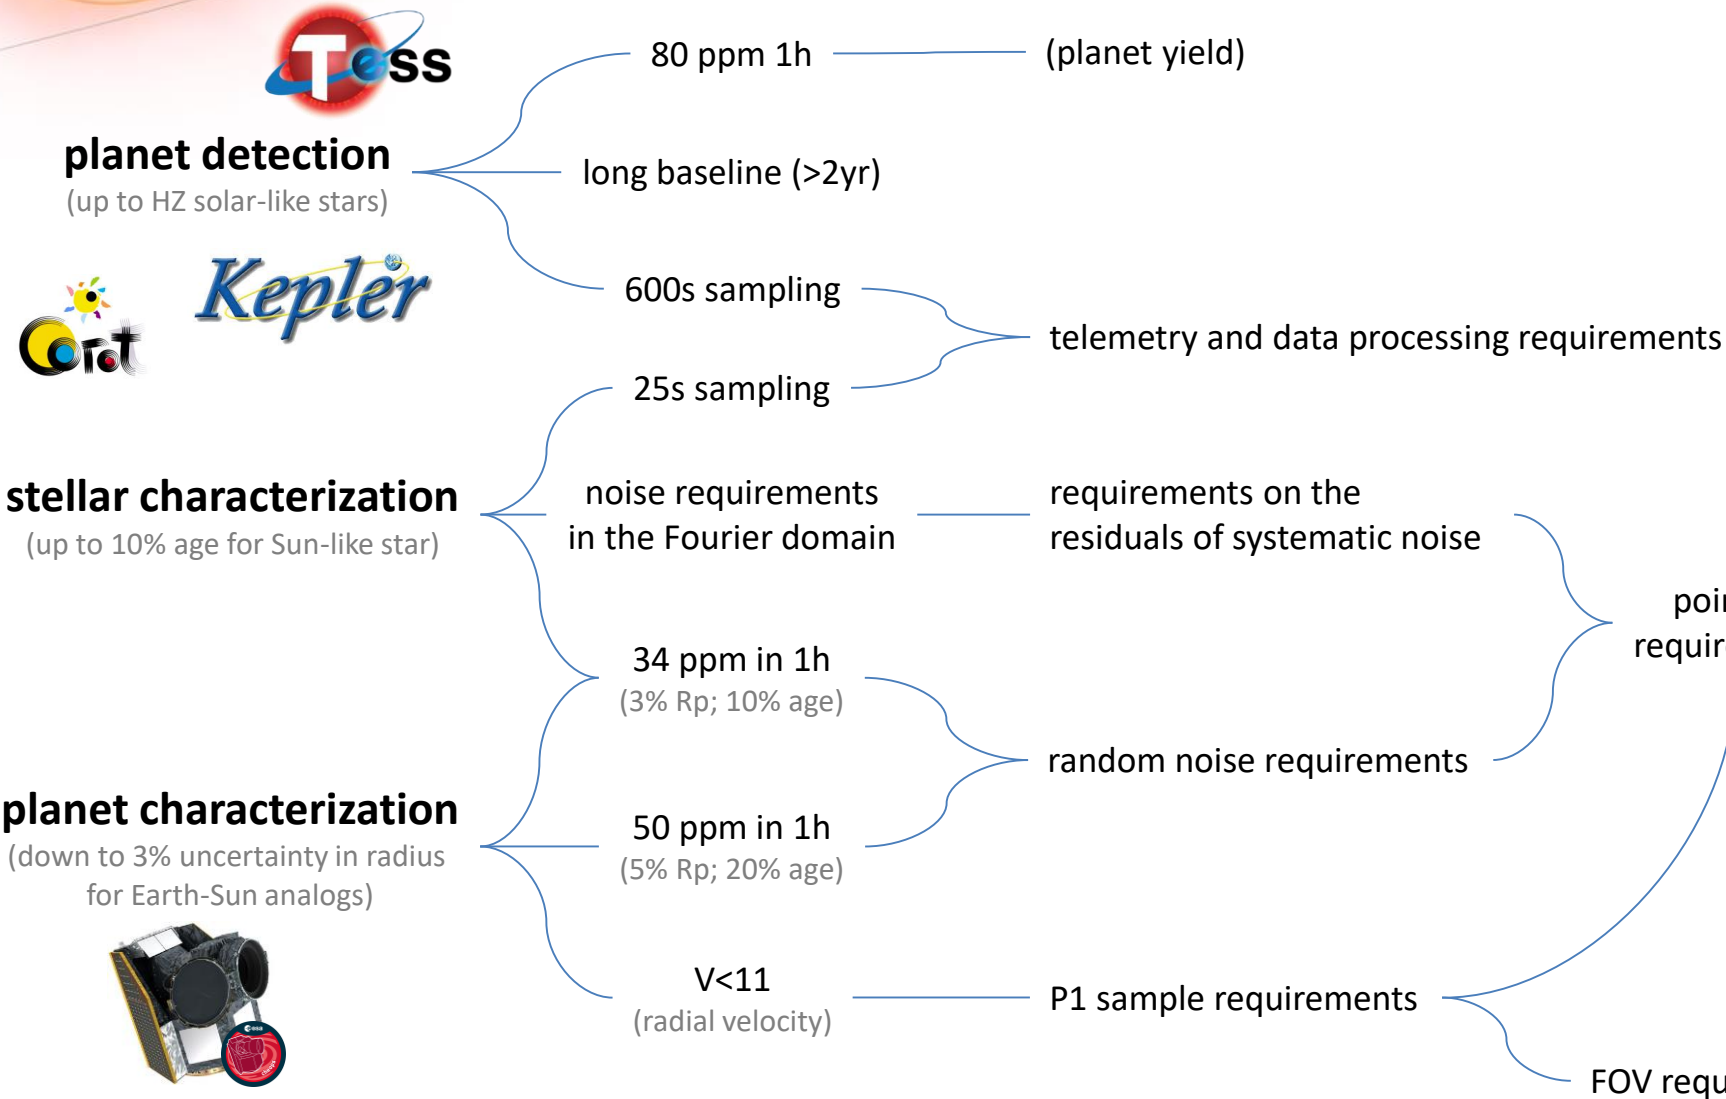 Tess
80 ppm 1h
(planet yield)
planet detection
(up to HZ solar-like stars)
long baseline (>2yr)
Kepler
Corot
600s sampling
telemetry and data processing requirements
25s sampling
stellar characterization
(up to 10% age for Sun-like star)
noise requirements
in the Fourier domain
requirements on the
residuals of systematic noise
34 ppm in 1h
(3% Rp; 10% age)
random noise requirements
planet characterization
(down to 3% uncertainty in radius
for Earth-Sun analogs)
50 ppm in 1h
(5% Rp; 20% age)
V<11
(radial velocity)
P1 sample requirements
esa
cheops
FOV